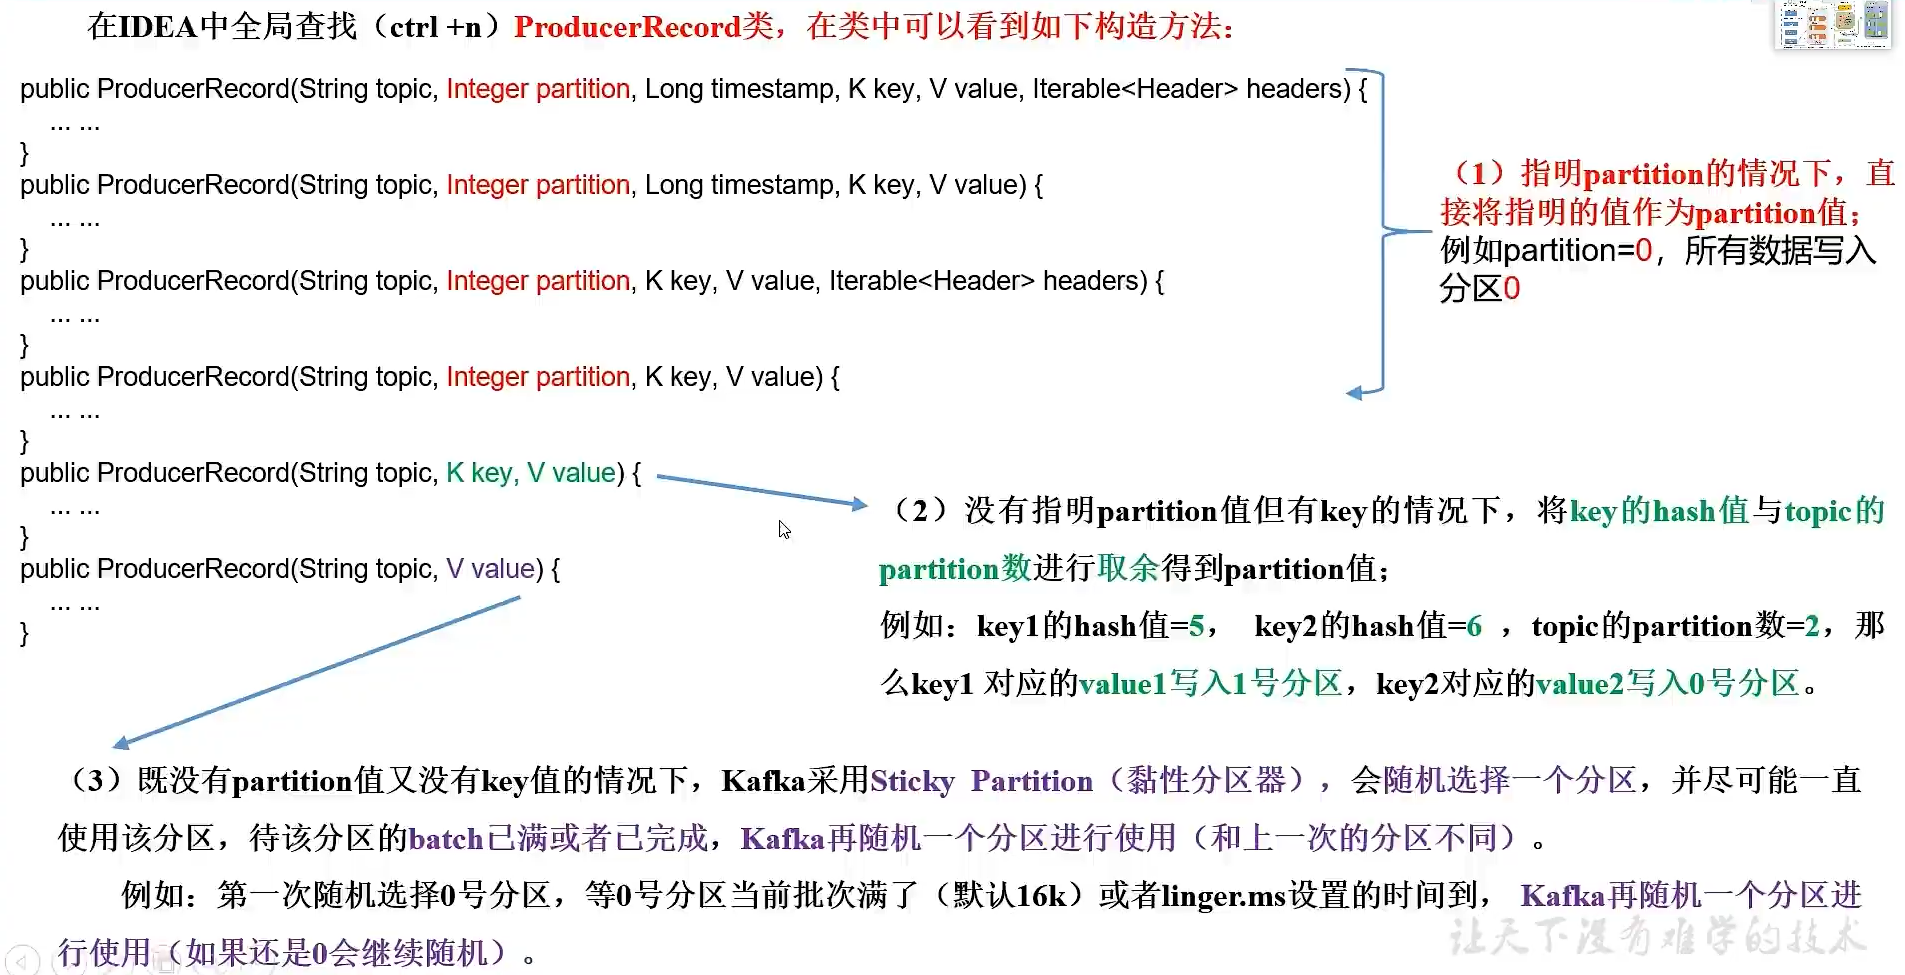 在IDEA中全局查找（ctrl +n）ProducerRecord类，在类中可以看到如下构造方法：
public ProducerRecord(String topic, Integer partition, Long timestamp, K key, V value, Iterable<Header> headers) {
... ...
}
public ProducerRecord(String topic, Integer partition, Long timestamp, K key, V value) {
... ...
}
public ProducerRecord(String topic, Integer partition, K key, V value, Iterable<Header> headers) {
... ...
}
public ProducerRecord(String topic, Integer partition, K key, V value) {
... ...
}
public ProducerRecord(String topic, K key, V value) {
... ...
}
public ProducerRecord(String topic, V value) {
... ...
}
（1）指明partition的情况下，直
接将指明的值作为partition值；
例如partition=0，所有数据写入
分区0
（2）没有指明partition值但有key的情况下，将key的hash值与topic的
partition数进行取余得到partition值；
例如：key1的hash值=5， key2的hash值=6 ，topic的partition数=2，那
么key1 对应的value1写入1号分区，key2对应的value2写入0号分区。
（3）既没有partition值又没有key值的情况下，Kafka采用Sticky Partition（黏性分区器），会随机选择一个分区，并尽可能一直
使用该分区，待该分区的batch已满或者已完成，Kafka再随机一个分区进行使用（和上一次的分区不同）。
例如：第一次随机选择0号分区，等0号分区当前批次满了（默认16k）或者linger.ms设置的时间到， Kafka再随机一个分区进
行使用（如果还是0会继续随机）。
让天下没有难学的技术